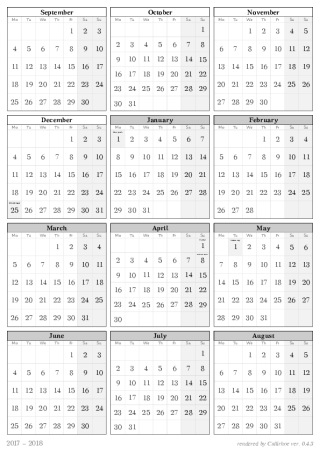 September
Mo Tu We Th Fr Sa Su
1 2 3
4 5 6 7 8 9 10
11 12 13 14 15 16 17
18 19 20 21 22 23 24
25 26 27 28 29 30
October
Mo Tu We Th Fr Sa Su
1
2 3 4 5 6 7 8
9 10 11 12 13 14 15
16 17 18 19 20 21 22
23 24 25 26 27 28 29
30 31
November
Mo Tu We Th Fr Sa Su
1 2 3 4 5
6 7 8 9 10 11 12
13 14 15 16 17 18 19
20 21 22 23 24 25 26
27 28 29 30
December
Mo Tu We Th Fr Sa Su
1 2 3
4 5 6 7 8 9 10
11 12 13 14 15 16 17
18 19 20 21 22 23 24
25 26 27 28 29 30 31
January
Mo Tu We Th Fr Sa Su
1 2 3 4 5 6 7
8 9 10 11 12 13 14
15 16 17 18 19 20 21
22 23 24 25 26 27 28
29 30 31
February
Mo Tu We Th Fr Sa Su
1 2 3 4
5 6 7 8 9 10 11
12 13 14 15 16 17 18
19 20 21 22 23 24 25
26 27 28
March
Mo Tu We Th Fr Sa Su
1 2 3 4
5 6 7 8 9 10 11
12 13 14 15 16 17 18
19 20 21 22 23 24 25
26 27 28 29 30 31
April
Mo Tu We Th Fr Sa Su
1
2 3 4 5 6 7 8
9 10 11 12 13 14 15
16 17 18 19 20 21 22
23 24 25 26 27 28 29
30
May
Mo Tu We Th Fr Sa Su
1 2 3 4 5 6
7 8 9 10 11 12 13
14 15 16 17 18 19 20
21 22 23 24 25 26 27
28 29 30 31
June
Mo Tu We Th Fr Sa Su
1 2 3
4 5 6 7 8 9 10
11 12 13 14 15 16 17
18 19 20 21 22 23 24
25 26 27 28 29 30
July
Mo Tu We Th Fr Sa Su
1
2 3 4 5 6 7 8
9 10 11 12 13 14 15
16 17 18 19 20 21 22
23 24 25 26 27 28 29
30 31
August
Mo Tu We Th Fr Sa Su
1 2 3 4 5
6 7 8 9 10 11 12
13 14 15 16 17 18 19
20 21 22 23 24 25 26
27 28 29 30 31
2017 – 2018
rendered by Callirhoe ver. 0.4.3